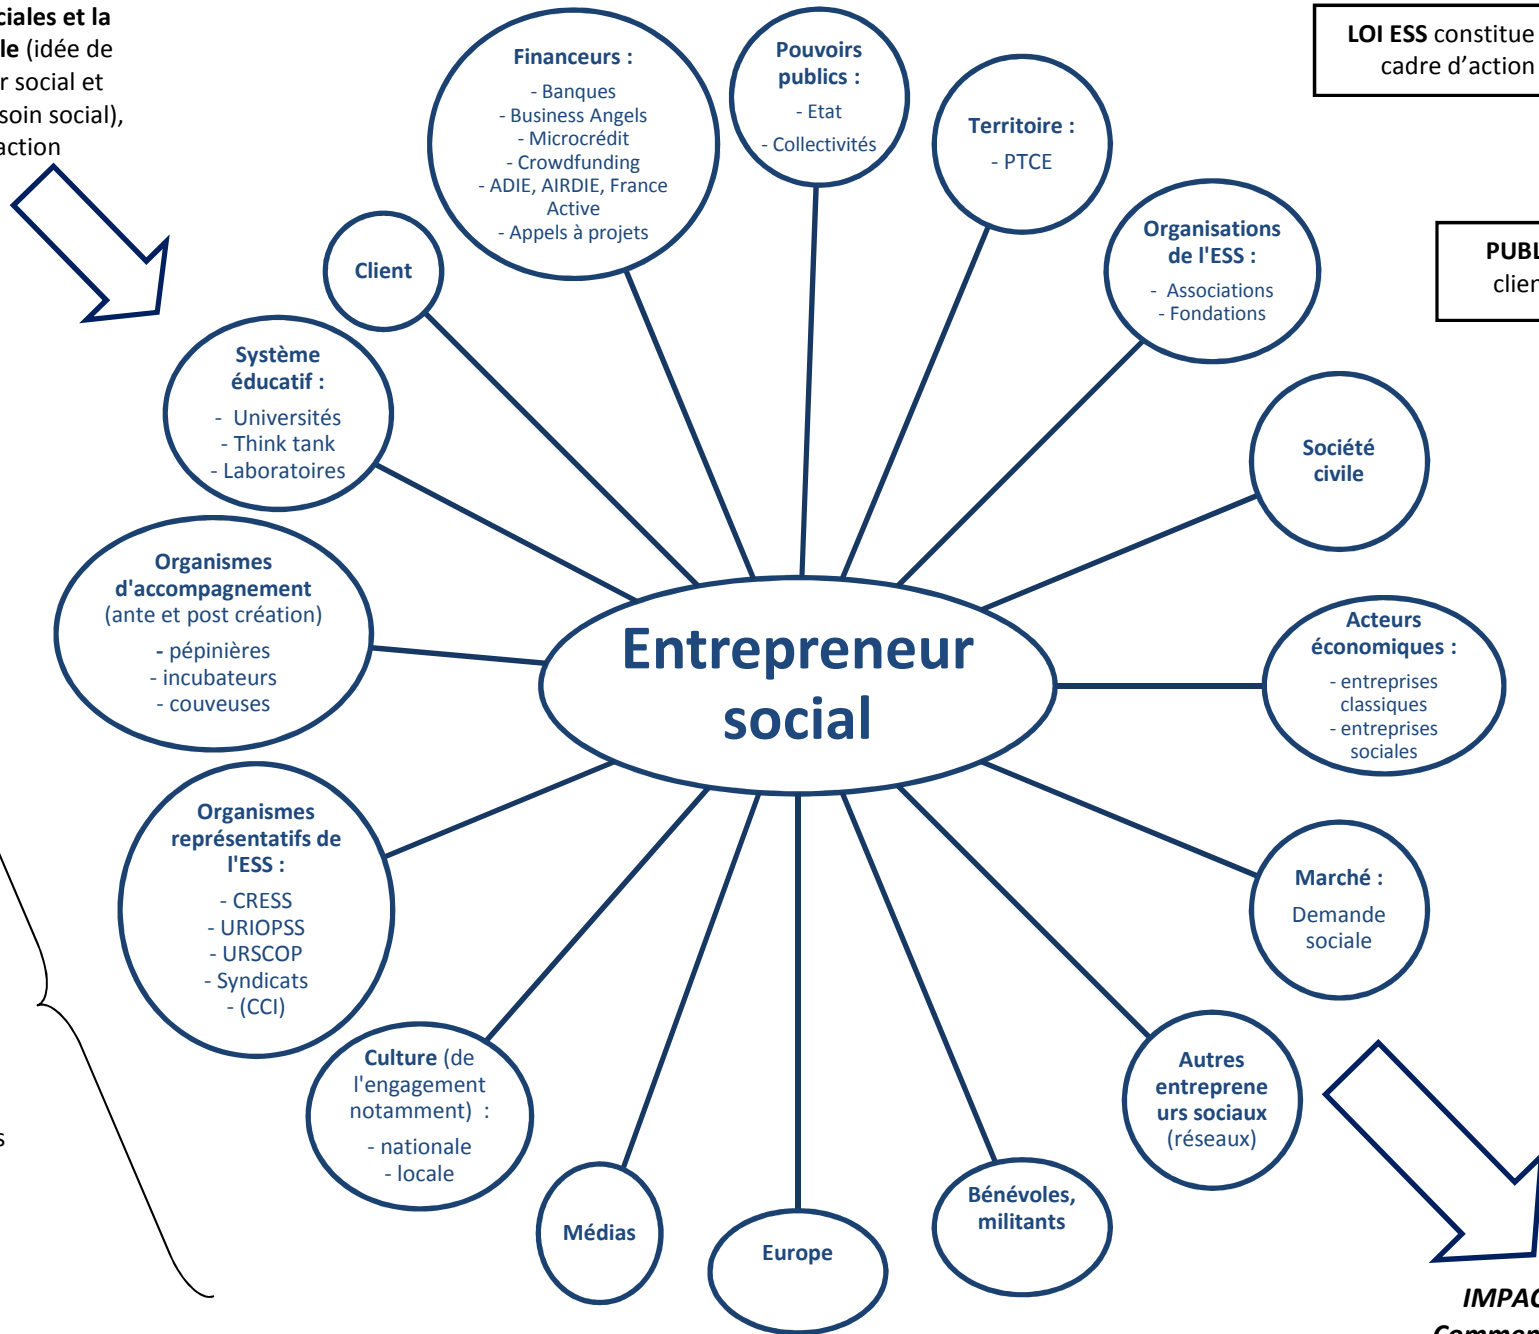 ciales et la
le (idée de
r social et
soin social),
action
Financeurs :
- Banques
- Business Angels
- Microcrédit
- Crowdfunding
- ADIE, AIRDIE, France
Active
- Appels à projets
Pouvoirs
publics :
- Etat
- Collectivités
Territoire :
- PTCE
LOI ESS constitue
cadre d'action
Organisations
de l'ESS :
- Associations
- Fondations
PUBL
clien
Client
Système
éducatif :
- Universités
- Think tank
- Laboratoires
Société
civile
Organismes
d'accompagnement
(ante et post création)
- pépinières
- incubateurs
- couveuses
Entrepreneur
social
Acteurs
économiques :
- entreprises
classiques
- entreprises
sociales
Organismes
représentatifs de
l'ESS :
- CRESS
- URIOPSS
- URSCOP
- Syndicats
- (CCI)
Marché :
Demande
sociale
Culture (de
l'engagement
notamment) :
- nationale
- locale
Autres
entreprene
urs sociaux
(réseaux)
s
Médias
Europe
Bénévoles,
militants
IMPAC
Commen